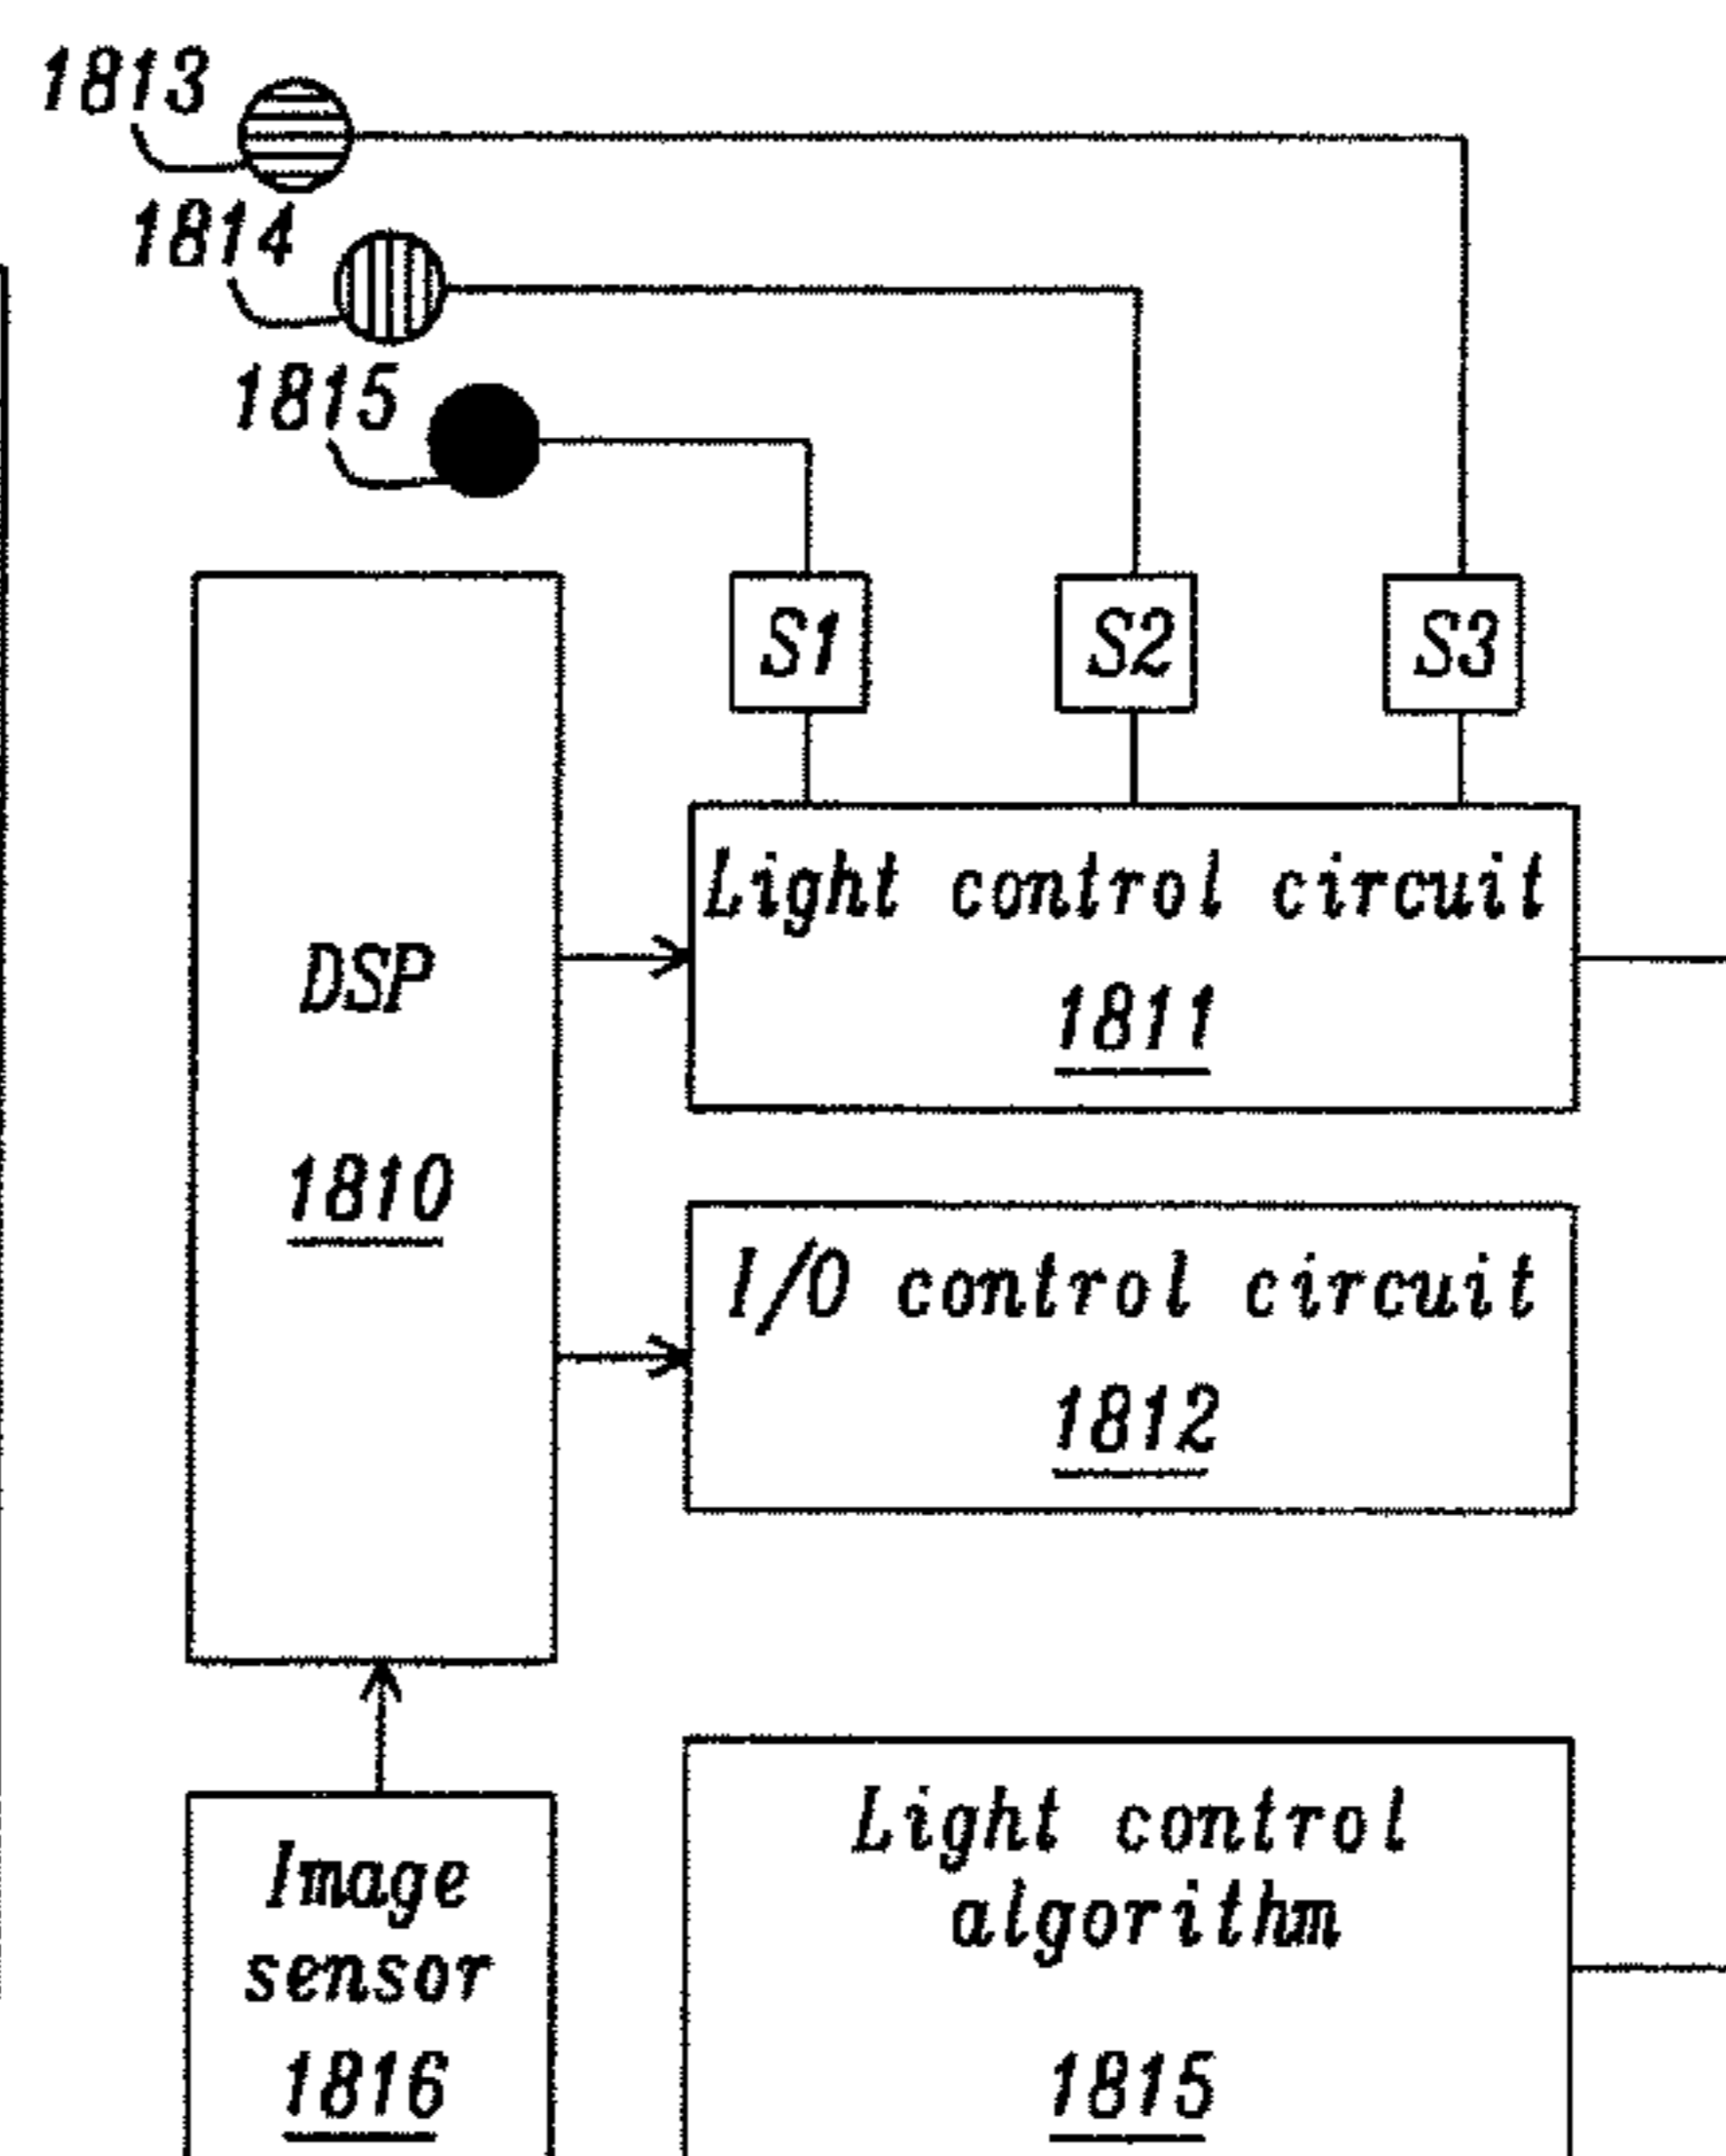 1813
1814
1815
S1
S2
S3
DSP
1810
Light control circuit
1811
I/O control circuit
1812
Image
sensor
1816
Light control
algorithm
1815